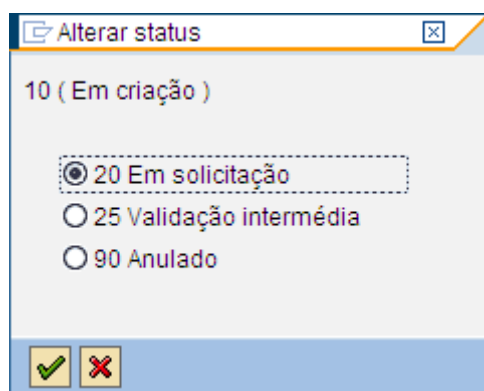 Alterar status
10 ( Em criação )
20 Em solicitação
25 Validação intermédia
90 Anulado